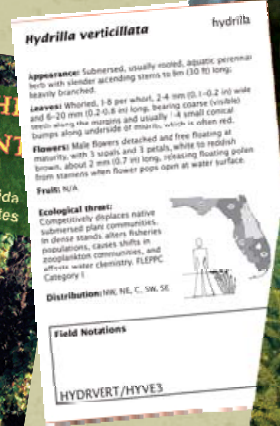 Hydrilla verticillata
hydrilla
Appearance: Submersed, usually rooted, aquatic perennial
herb with slender ascending stems to 9m (30 ft) long;
heavily branched.
Leaves: Whorled, 1-8 per whorl, 2-4 mm (0.1-0.2 in) wide
and 6-20 mm (0.2-0.8 in) long, bearing coarse (visible)
teeth along the margins and usually 1-4 small conical
bumps along underside of midrib, which is often red.
Flowers: Male flowers detached and free floating at
maturity, with 3 sepals and 3 petals, white to reddish
brown, about 2 mm (0.7 in) long, releasing floating pollen
from stamens when flower pops open at water surface.
Fruit: N/A
Ecological threat:
Competitively displaces native
submersed plant communities.
In dense stands alters fisheries
populations, causes shifts in
zooplankton communities, and
affects water chemistry. FLEPPC
Category I
Distribution: NW, NE, C, SW, SE
Field Notations
HYDRVERT/HYVE3